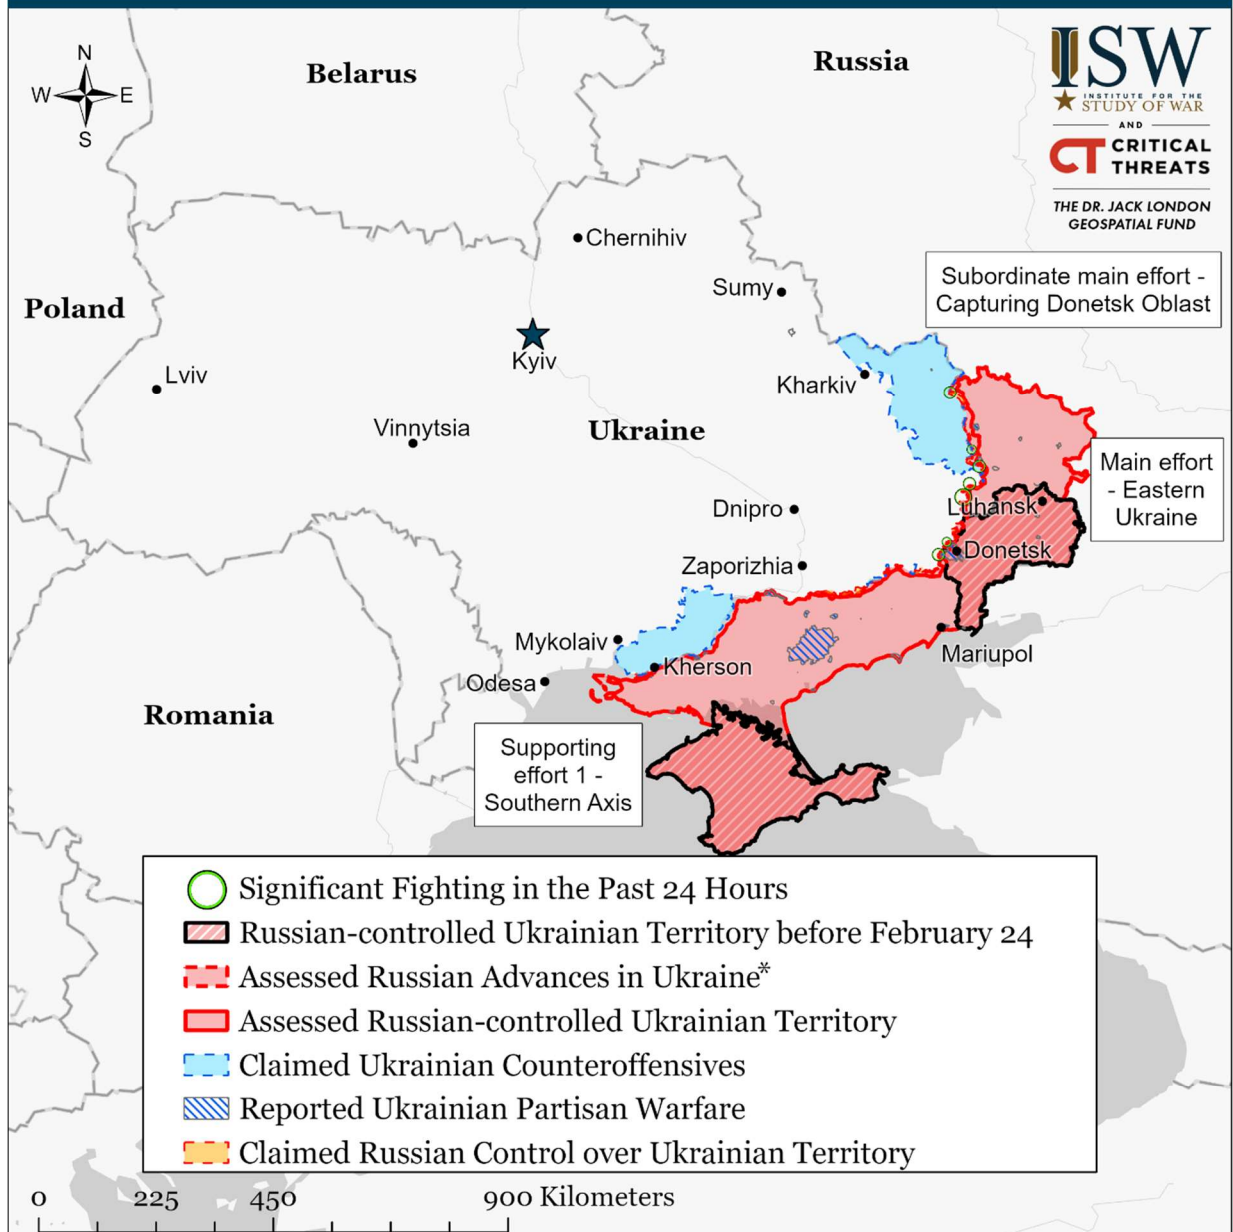 N
W
E
S
Belarus
Russia
ISW
INSTITUTE FOR THE
STUDY OF WAR
AND
CT CRITICAL
THREATS
THE DR. JACK LONDON
GEOSPATIAL FUND
Chernihiv
Sumy
Subordinate main effort -
Capturing Donetsk Oblast
Poland
Kyiv
Lviv
Kharkiv
Vinnytsia
Ukraine
Main effort
- Eastern
Ukraine
Dnipro
Luhansk
Donetsk
Zaporizhia
Mykolaiv
Mariupol
Kherson
Odesa
Romania
Supporting
effort 1 -
Southern Axis
Significant Fighting in the Past 24 Hours
Russian-controlled Ukrainian Territory before February 24
Assessed Russian Advances in Ukraine*
Assessed Russian-controlled Ukrainian Territory
Claimed Ukrainian Counteroffensives
Reported Ukrainian Partisan Warfare
Claimed Russian Control over Ukrainian Territory
0 225 450 900 Kilometers